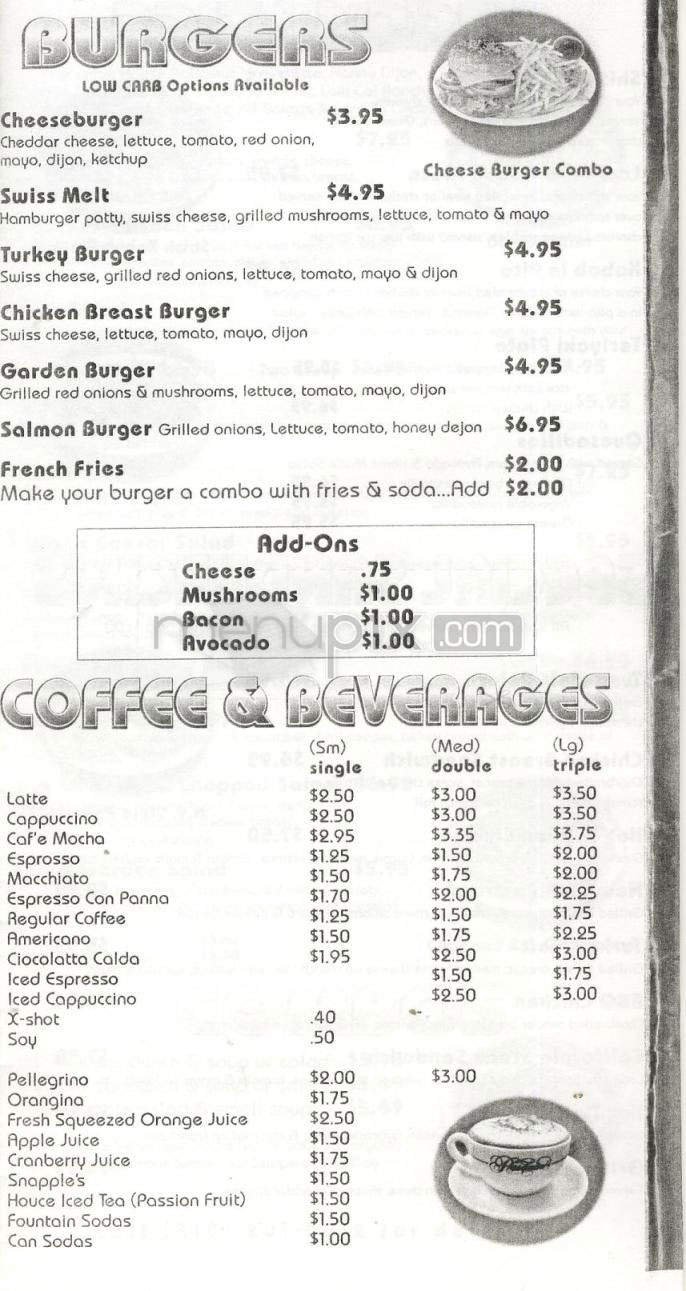 BURGERS
LOW CARB Options Available
Cheeseburger $3.95
Cheddar cheese, lettuce, tomato, red onion,
mayo, dijon, ketchup
Cheese Burger Combo
Swiss Melt $4.95
Hamburger patty, swiss cheese, grilled mushrooms, lettuce, tomato & mayo
Turkey Burger $4.95
Swiss cheese, grilled red onions, lettuce, tomato, mayo & dijon
Chicken Breast Burger $4.95
Swiss cheese, lettuce, tomato, mayo, dijon
Garden Burger $4.95
Grilled red onions & mushrooms, lettuce, tomato, mayo, dijon
Salmon Burger Grilled onions, Lettuce, tomato, honey dejon $6.95
French Fries $2.00
Make your burger a combo with fries & soda...Add $2.00
Add-Ons
Cheese .75
Mushrooms $1.00
Bacon $1.00
Avocado $1.00
menupix.com
COFFEE & BEVERAGES
(Sm) (Med) (Lg)
single double triple
Latte $2.50 $3.00 $3.50
Cappuccino $2.50 $3.00 $3.50
Caf'e Mocha $2.95 $3.35 $3.75
Esprosso $1.25 $1.50 $2.00
Macchiato $1.50 $1.75 $2.00
Espresso Con Panna $1.70 $2.00 $2.25
Regular Coffee $1.25 $1.50 $1.75
Americano $1.50 $1.75 $2.25
Ciocolatta Calda $1.95 $2.50 $3.00
Iced Espresso $1.50 $1.75
Iced Cappuccino $2.50 $3.00
X-shot .40
Soy .50
Pellegrino $2.00 $3.00
Orangina $1.75
Fresh Squeezed Orange Juice $2.50
Apple Juice $1.50
Cranberry Juice $1.75
Snapple's $1.50
Houce Iced Tea (Passion Fruit) $1.50
Fountain Sodas $1.50
Can Sodas $1.00